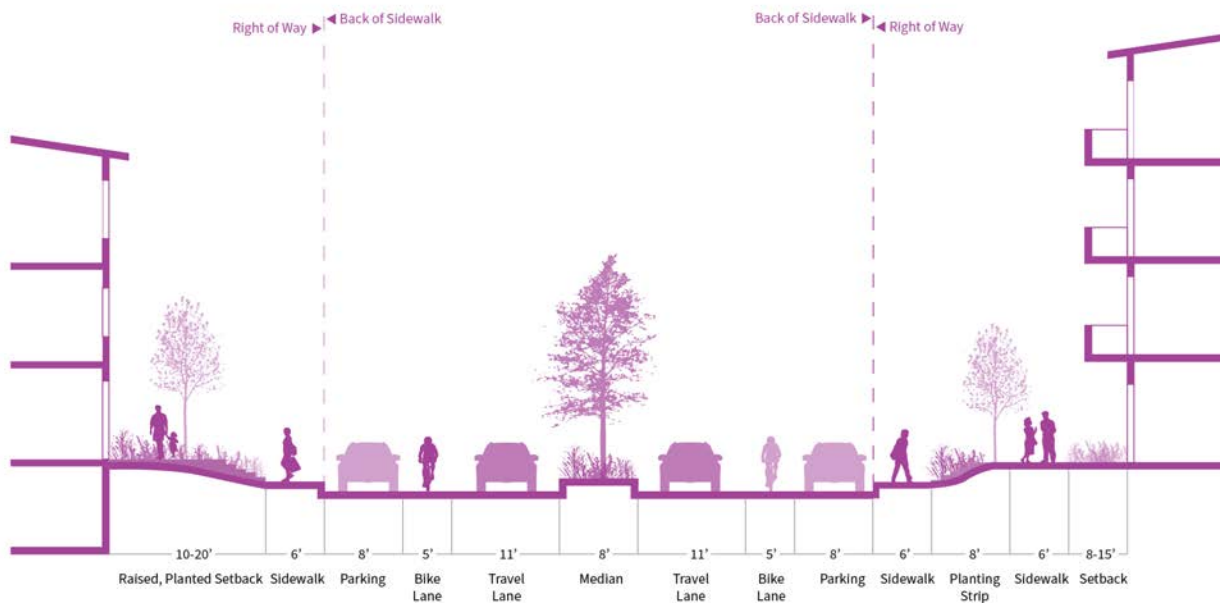 Back of Sidewalk
Right of Way
Back of Sidewalk
Right of Way
10-20’
6’
8’
5’
11’
8’
11’
5’
8’
6’
8’
6’
8-15’
Raised, Planted Setback
Sidewalk
Parking
Bike
Lane
Travel
Lane
Median
Travel
Lane
Bike
Lane
Parking
Sidewalk
Planting
Strip
Sidewalk
Setback